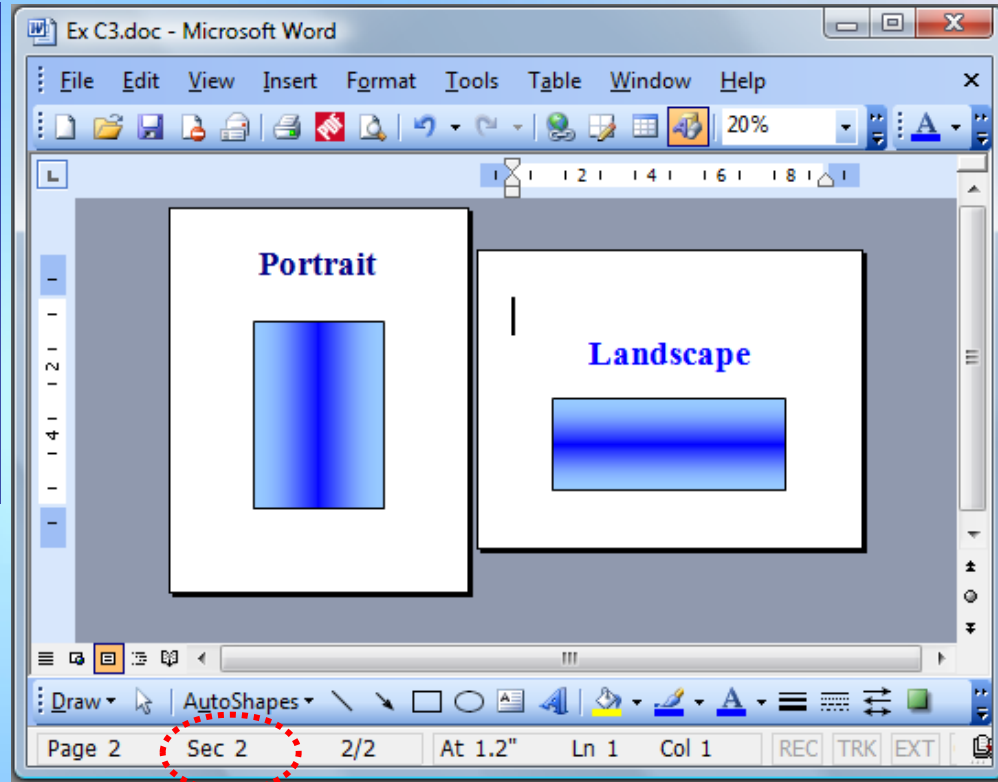 Ex C3.doc - Microsoft Word
File Edit View Insert Format Tools Table Window Help
20%
2 4 6 8
Portrait
Landscape
2
4
Draw AutoShapes
Page 2 Sec 2 2/2 At 1.2" Ln 1 Col 1 REC TRK EXT